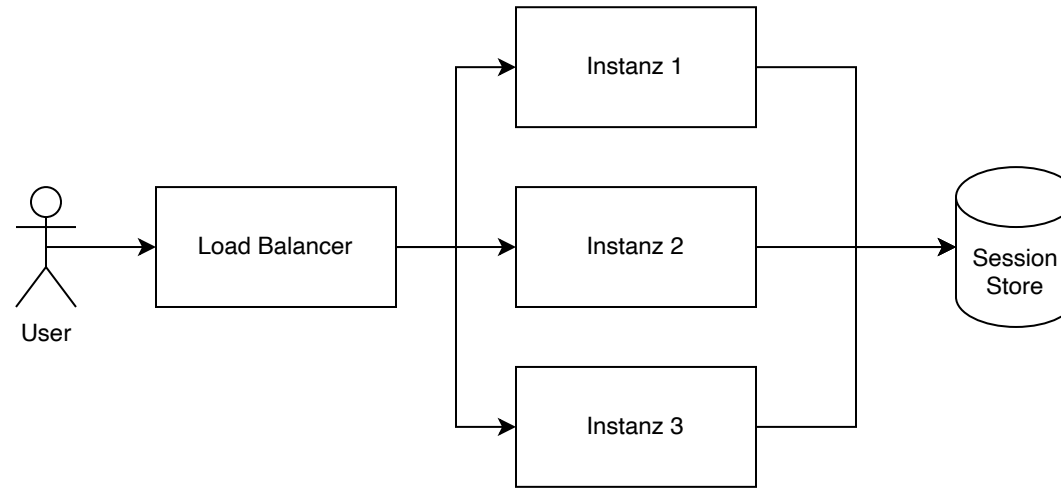 Instanz 1
User
Load Balancer
Instanz 2
Session
Store
Instanz 3